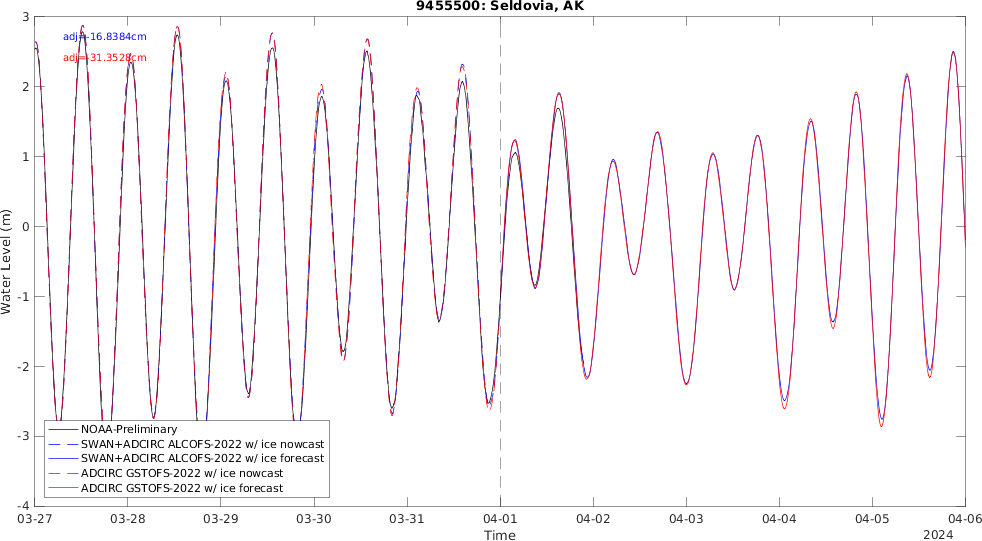 9455500: Seldovia, AK
adj=-16.8384cm
adj=-31.3528cm
Water Level (m)
3
2
1
0
-1
-2
-3
-4
NOAA-Preliminary
SWAN+ADCIRC ALCOFS-2022 w/ ice nowcast
SWAN+ADCIRC ALCOFS-2022 w/ ice forecast
ADCIRC GSTOFS-2022 w/ ice nowcast
ADCIRC GSTOFS-2022 w/ ice forecast
03-27 03-28 03-29 03-30 03-31 04-01 04-02 04-03 04-04 04-05 04-06
Time
2024